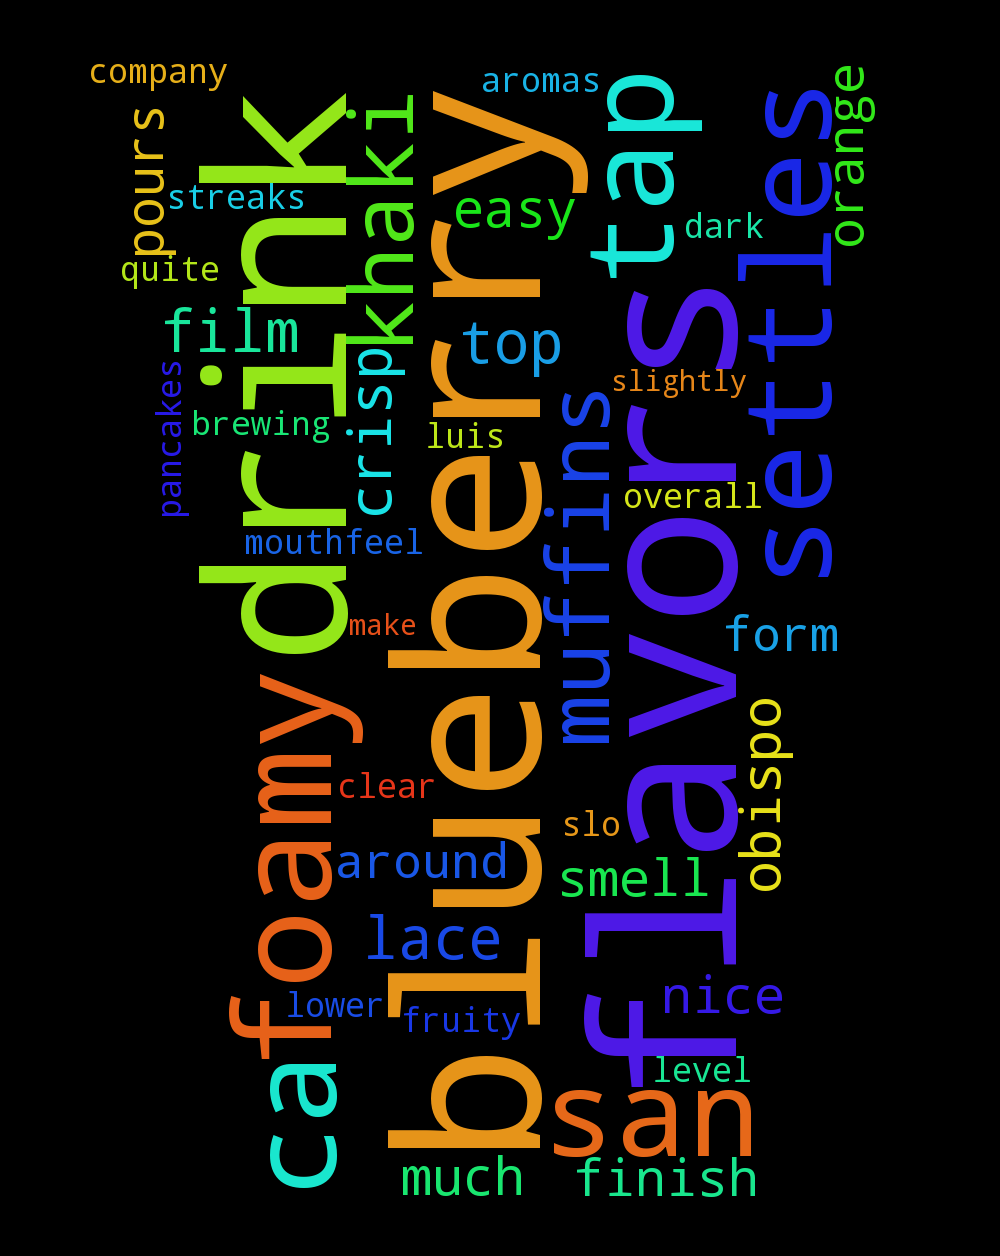 company
aromas
pours
drink
khaki
blueberry
tap
settles
orange
streaks
easy
dark
quite
film
top
crisp
pancakes
slightly
flavors
muffins
brewing
luis
overall
mouthfeel
make
form
foamy
obispo
clear
slo
around
smell
lace
nice
lower
fruity
level
ca
san
much
finish